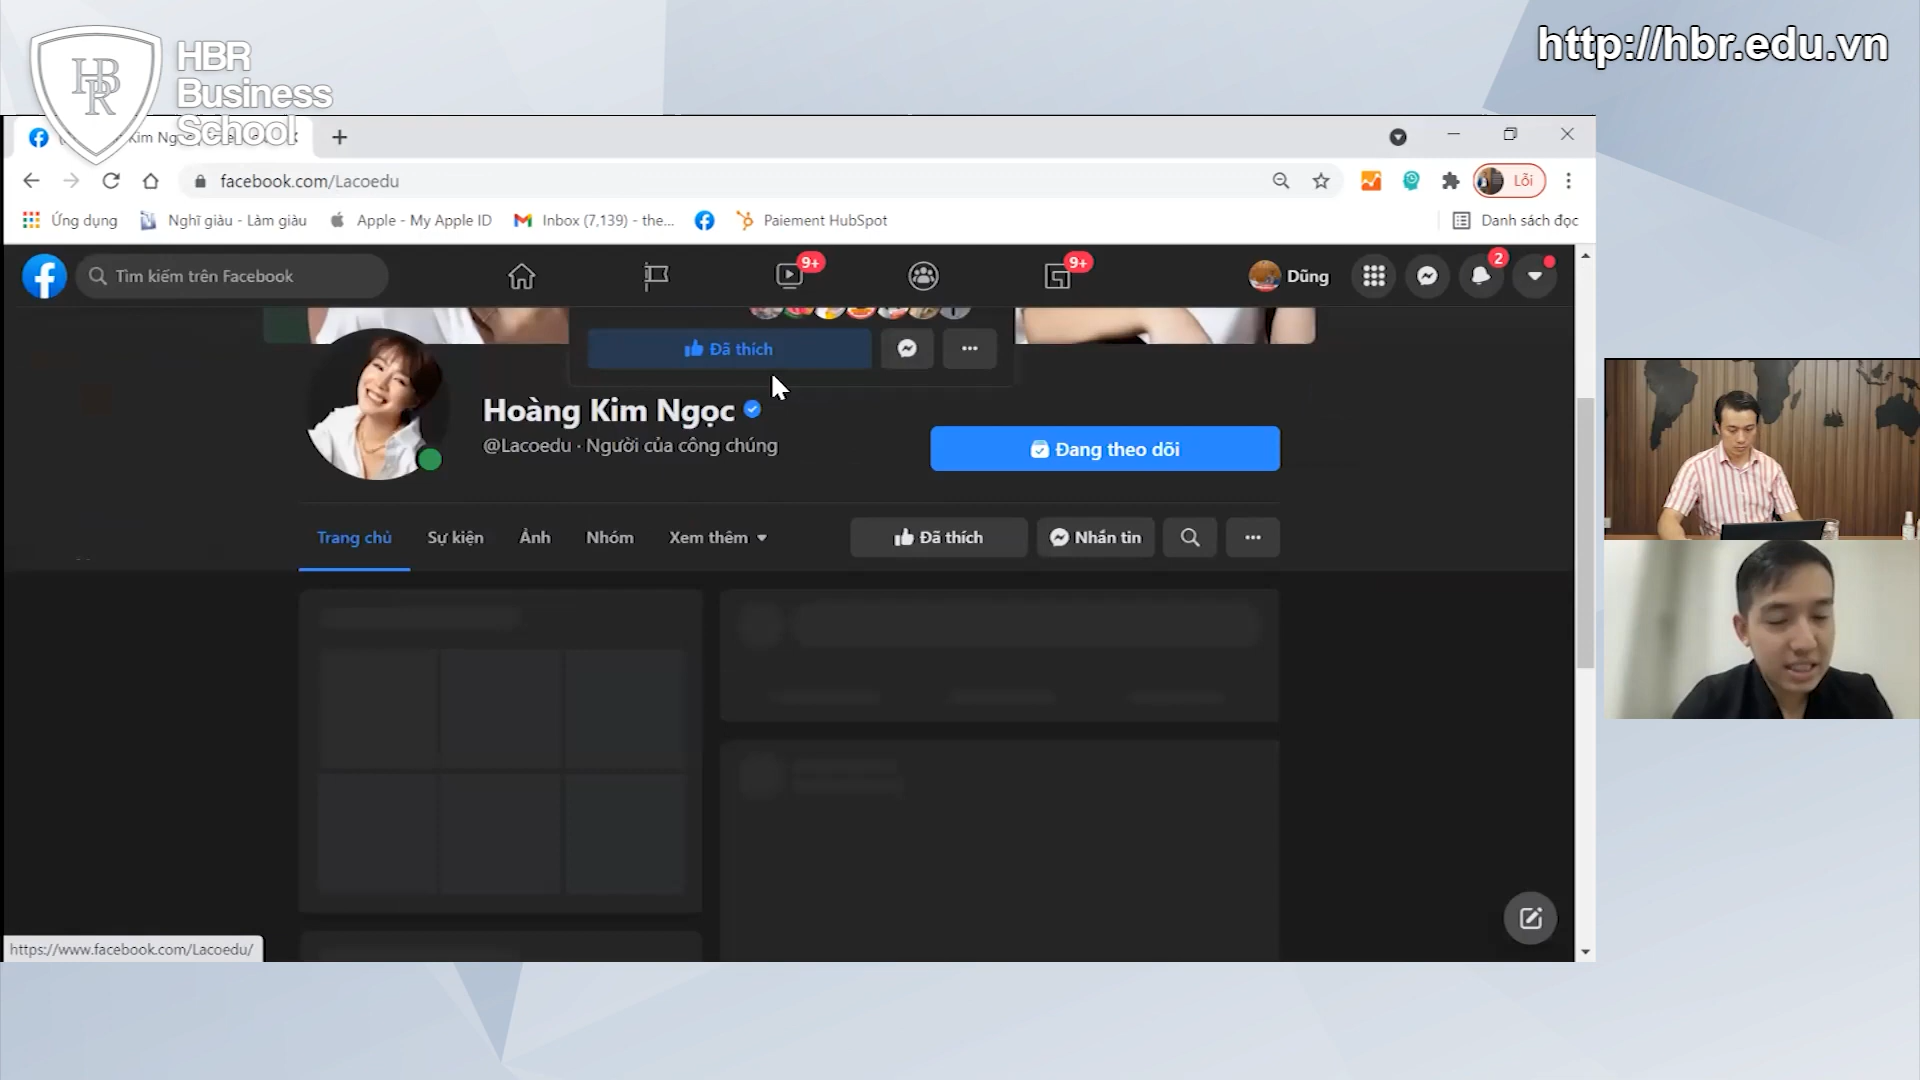 HBR
Business
School
http://hbr.edu.vn
Kim
facebook.com/Lacoedu
Lỗi
Ứng dụng
Nghĩ giàu - Làm giàu
Apple - My Apple ID
Inbox (7,139) - the...
Paiement HubSpot
Danh sách đọc
Tìm kiếm trên Facebook
9+
9+
Dũng
2
Đã thích
Hoàng Kim Ngọc
@Lacoedu · Người của công chúng
Đang theo dõi
Trang chủ
Sự kiện
Ảnh
Nhóm
Xem thêm
Đã thích
Nhắn tin
https://www.facebook.com/Lacoedu/